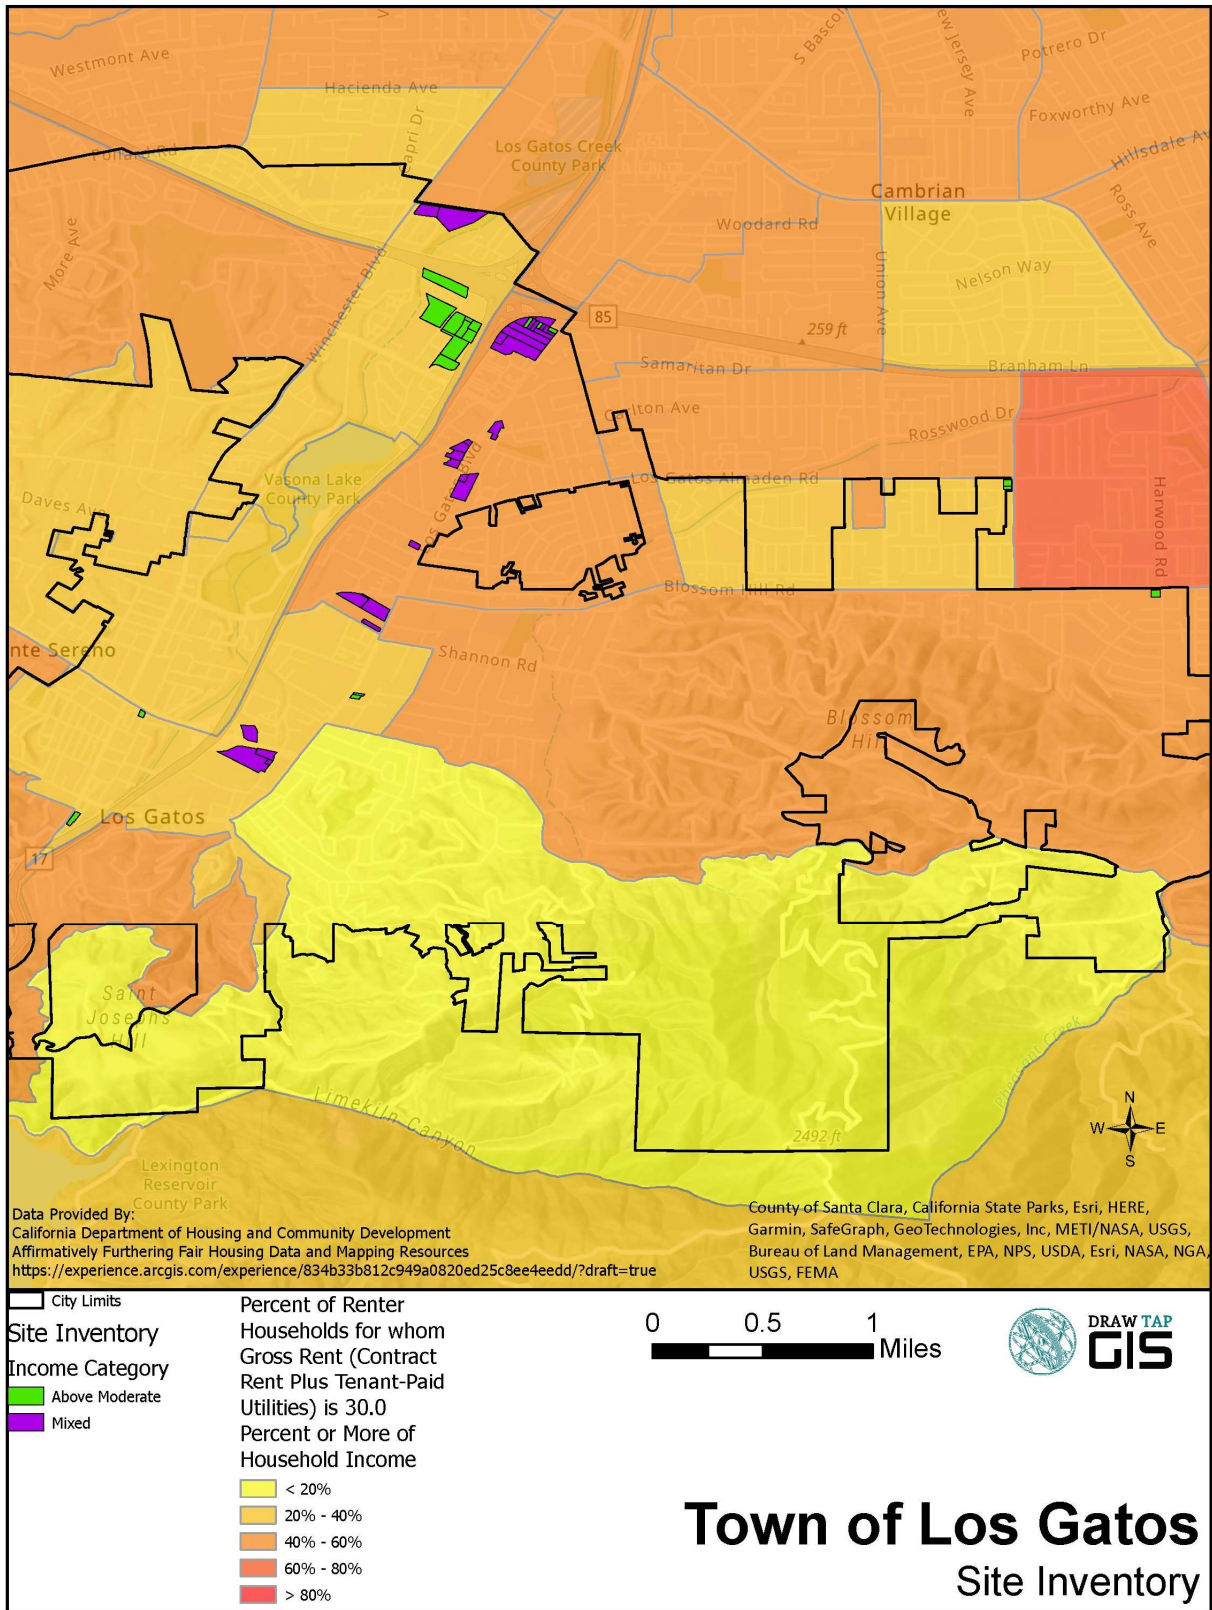 Westmont Ave
S Basco
ew Jersey Ave
Potrero Dr
Hacienda Ave
Foxworthy Ave
Capri Dr
Los Gatos Creek
County Park
Hillsdale Av
Pollard Rd
Cambrian
Village
Ross Ave
Woodard Rd
More Ave
Union Ave
Nelson Way
Winchester Blvd
85
259 ft
Samaritan Dr
Branham Ln
Carlton Ave
Rosswood Dr
Los Gatos Almaden Rd
Vasona Lake
County Park
Los Gatos Blvd
Daves Ave
Harwood Rd
Blossom Hill Rd
nte Sereno
Shannon Rd
Blossom
Hill
Los Gatos
17
Saint
Josephs
Hill
Limekiln Canyon
Pheasant Creek
2492 ft
N
W
E
S
Lexington
Reservoir
County Park
Data Provided By:
California Department of Housing and Community Development
Affirmatively Furthering Fair Housing Data and Mapping Resources
https://experience.arcgis.com/experience/834b33b812c949a0820ed25c8ee4eedd/?draft=true
County of Santa Clara, California State Parks, Esri, HERE,
Garmin, SafeGraph, GeoTechnologies, Inc, METI/NASA, USGS,
Bureau of Land Management, EPA, NPS, USDA, Esri, NASA, NGA,
USGS, FEMA
City Limits
Site Inventory
Income Category
Above Moderate
Mixed
Percent of Renter
Households for whom
Gross Rent (Contract
Rent Plus Tenant-Paid
Utilities) is 30.0
Percent or More of
Household Income
< 20%
20% - 40%
40% - 60%
60% - 80%
> 80%
0 0.5 1
Miles
DRAW TAP
GIS
Town of Los Gatos
Site Inventory